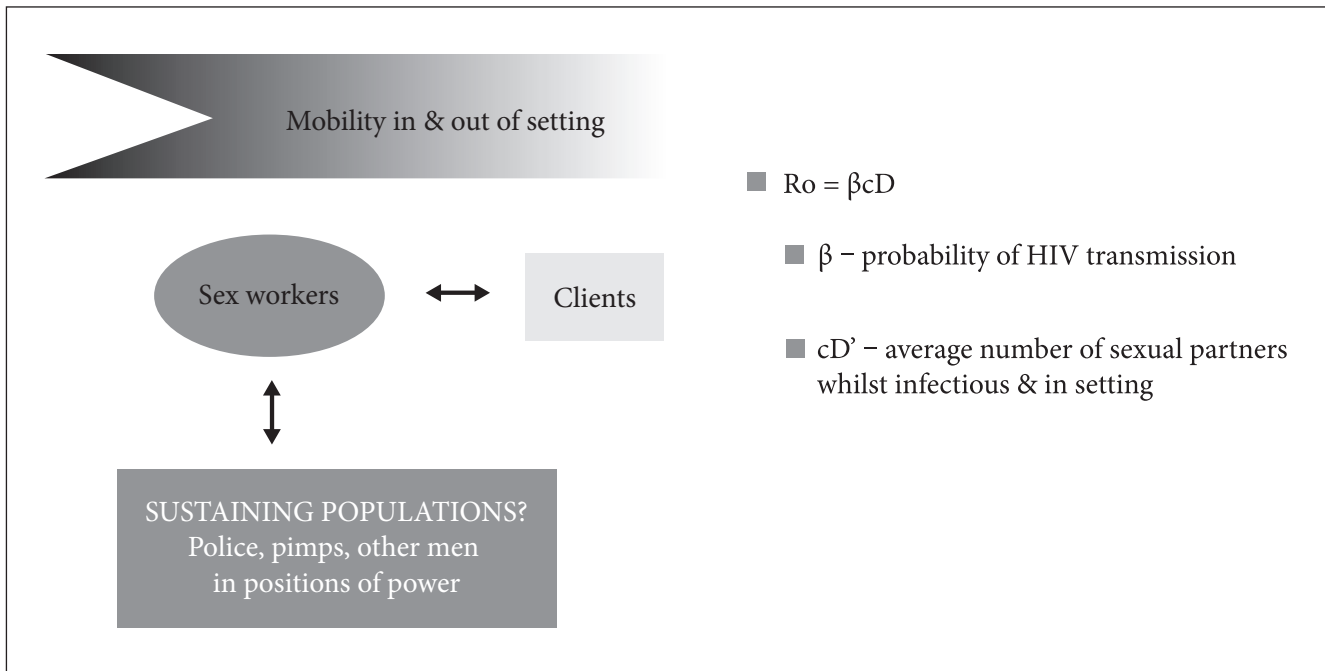 Mobility in & out of setting
Sex workers
Clients
SUSTAINING POPULATIONS?
Police, pimps, other men
in positions of power
Ro = βcD
β – probability of HIV transmission
cD’ – average number of sexual partners
whilst infectious & in setting